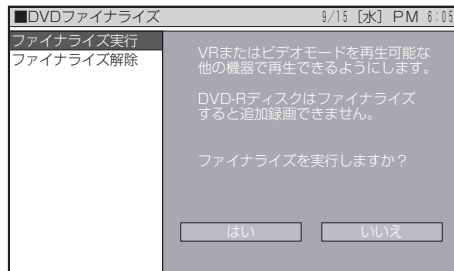 ■DVDファイナライズ 9/15 [水] PM 6:05
ファイナライズ実行
ファイナライズ解除
VRまたはビデオモードを再生可能な
他の機器で再生できるようにします。
DVD-Rディスクはファイナライズ
すると追加録画できません。
ファイナライズを実行しますか？
はい いいえ